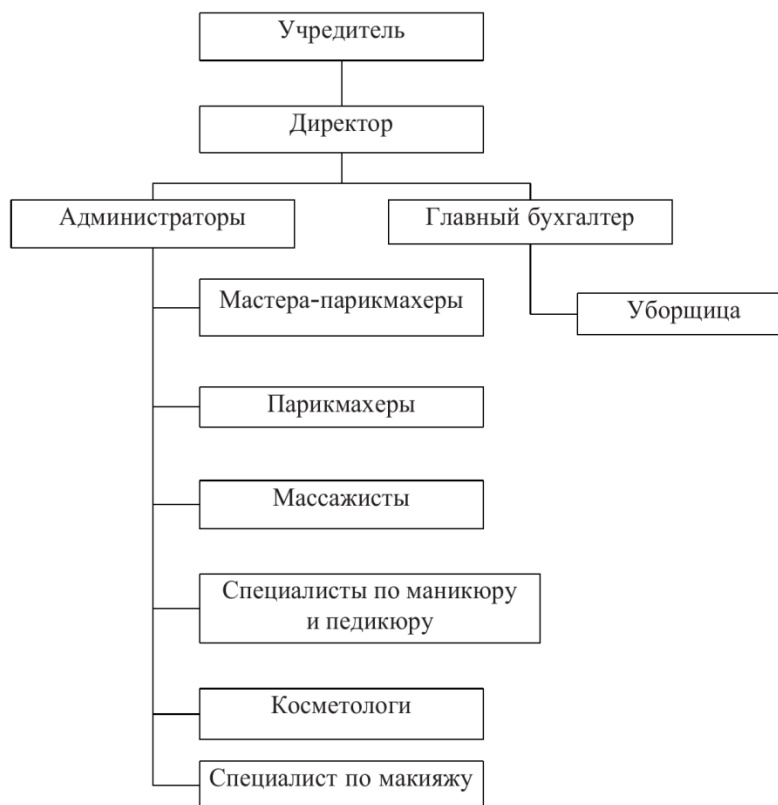 Учредитель
Директор
Администраторы
Главный бухгалтер
Мастера-парикмахеры
Уборщица
Парикмахеры
Массажисты
Специалисты по маникюру
и педикюру
Косметологи
Специалист по макияжу